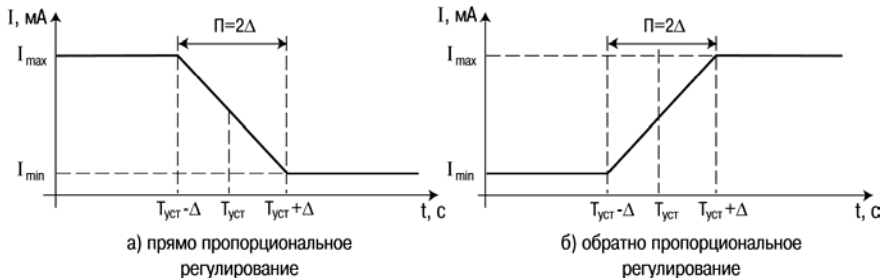 I, мА
П=2Δ
I max
I min
Tуст-Δ Tуст Tуст+Δ
t, с
а) прямо пропорциональное
регулирование
I, мА
П=2Δ
I max
I min
Tуст-Δ Tуст Tуст+Δ
t, с
б) обратно пропорциональное
регулирование